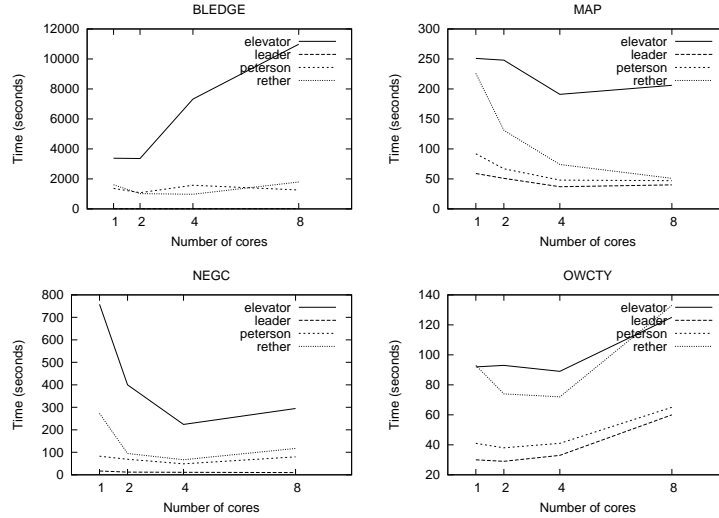 BLEDGE
12000
10000
8000
6000
4000
2000
0
Time (seconds)
elevator
leader
peterson
rether
1 2 4 8
Number of cores
MAP
300
250
200
150
100
50
0
Time (seconds)
elevator
leader
peterson
rether
1 2 4 8
Number of cores
NEGC
800
700
600
500
400
300
200
100
0
Time (seconds)
elevator
leader
peterson
rether
1 2 4 8
Number of cores
OWCTY
140
120
100
80
60
40
20
Time (seconds)
elevator
leader
peterson
rether
1 2 4 8
Number of cores